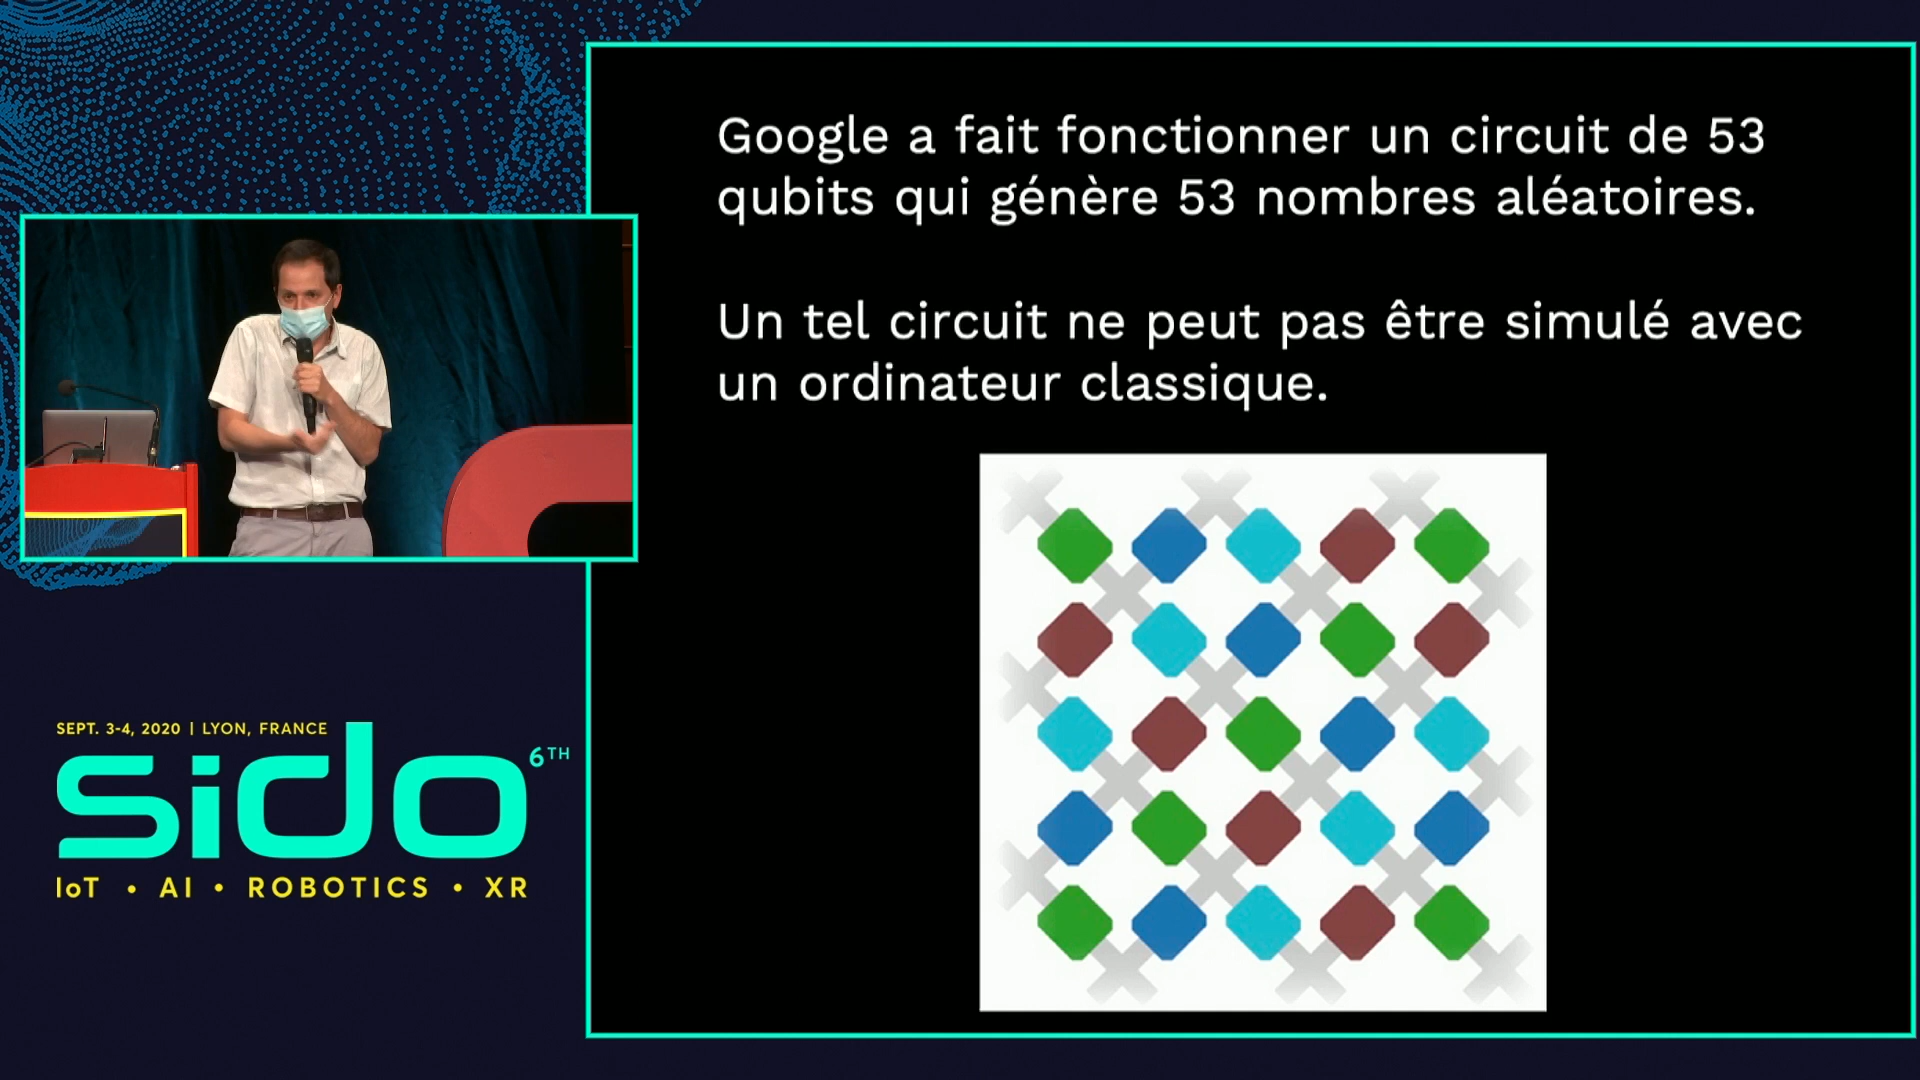 Google a fait fonctionner un circuit de 53
qubits qui génère 53 nombres aléatoires.
Un tel circuit ne peut pas être simulé avec
un ordinateur classique.
SEPT. 3-4, 2020 | LYON, FRANCE
sido 6TH
IoT • AI • ROBOTICS • XR